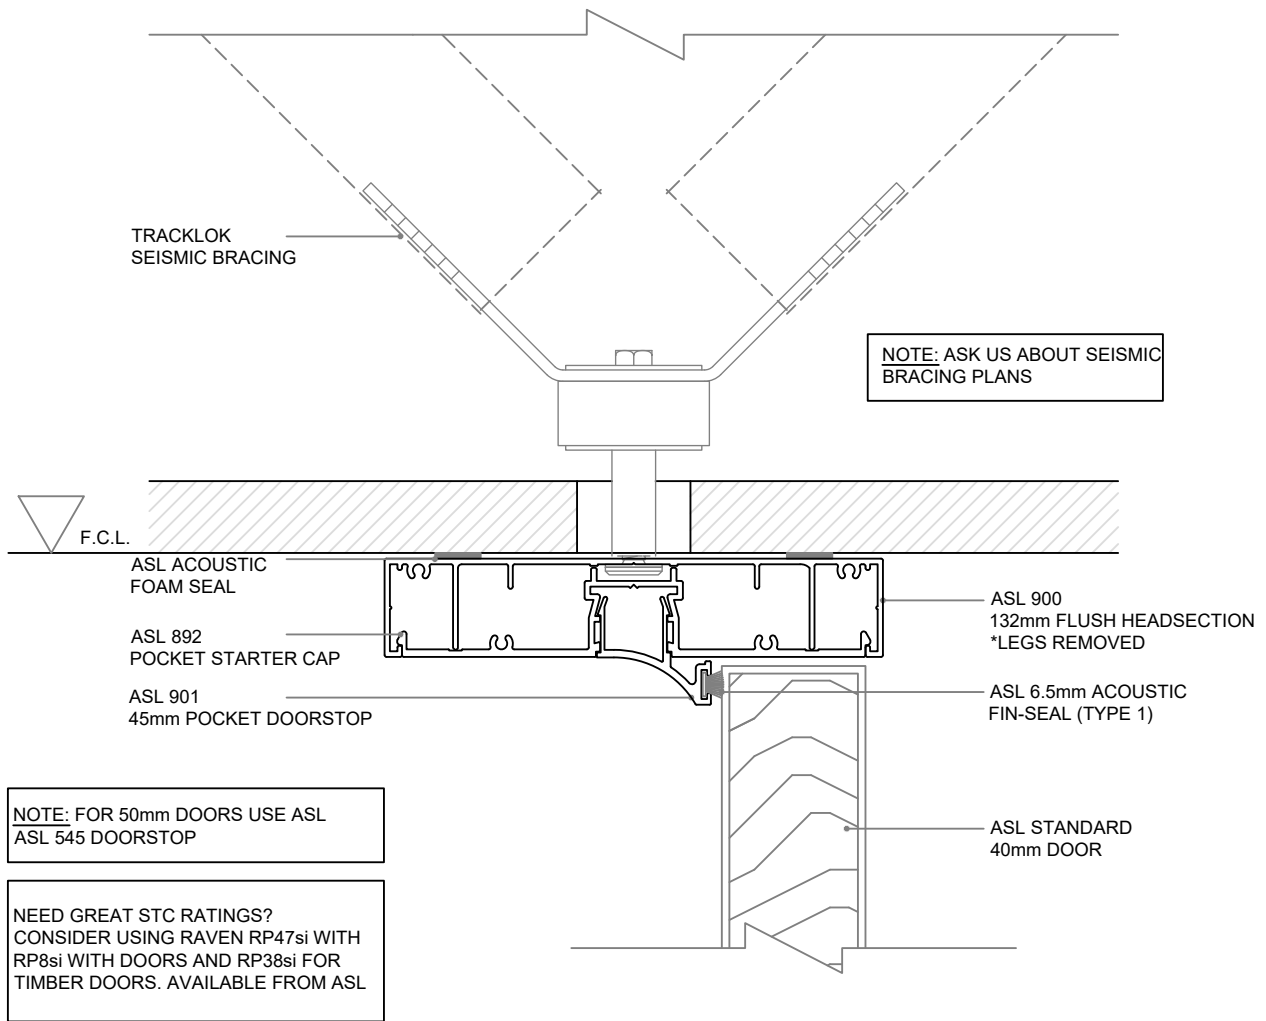 TRACKLOK
SEISMIC BRACING
NOTE: ASK US ABOUT SEISMIC
BRACING PLANS
F.C.L.
ASL ACOUSTIC
FOAM SEAL
ASL 892
POCKET STARTER CAP
ASL 901
45mm POCKET DOORSTOP
ASL 900
132mm FLUSH HEADSECTION
*LEGS REMOVED
ASL 6.5mm ACOUSTIC
FIN-SEAL (TYPE 1)
ASL STANDARD
40mm DOOR
NOTE: FOR 50mm DOORS USE ASL
ASL 545 DOORSTOP
NEED GREAT STC RATINGS?
CONSIDER USING RAVEN RP47si WITH
RP8si WITH DOORS AND RP38si FOR
TIMBER DOORS. AVAILABLE FROM ASL